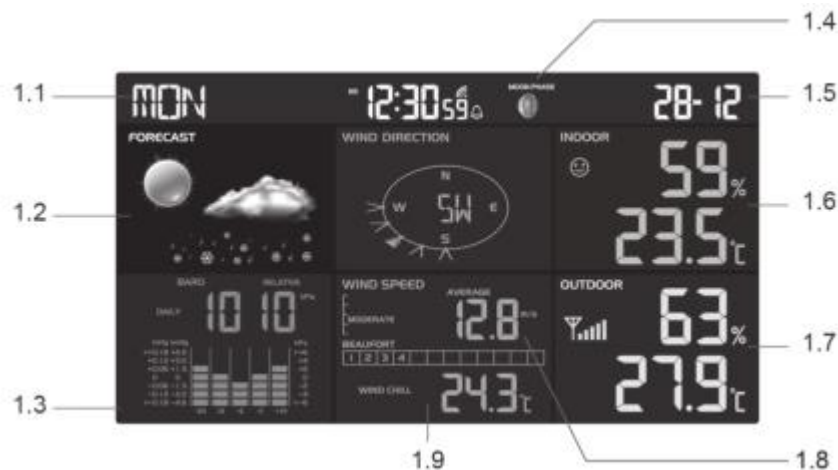 1.4
1.1
MON
12:30 59
MOON PHASE
28-12
1.5
FORECAST
WIND DIRECTION
N
W
SW
E
S
INDOOR
59%
23.5°C
1.2
1.6
BARO
RELATIVE
DAILY
1010
hPa
WIND SPEED
AVERAGE
MODERATE
12.8 m/s
BEAUFORT
1 2 3 4
WIND CHILL
24.3°C
OUTDOOR
63%
27.9°C
1.7
1.3
1.9
1.8